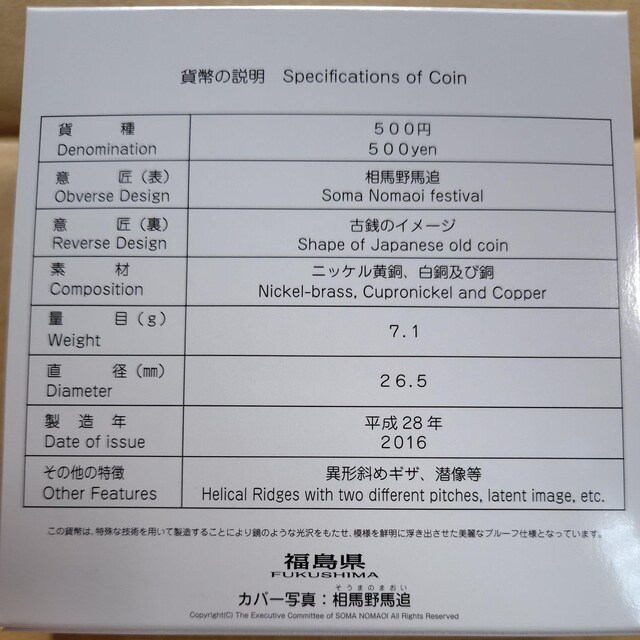 貨幣の説明 Specifications of Coin
貨種 ５００円
Denomination ５００yen
意匠（表） 相馬野馬追
Obverse Design Soma Nomaoi festival
意匠（裏） 古銭のイメージ
Reverse Design Shape of Japanese old coin
素材 ニッケル黄銅、白銅及び銅
Composition Nickel-brass, Cupronickel and Copper
量目（g）
Weight 7.1
直径（㎜）
Diameter 26.5
製造年 平成28年
Date of issue 2016
その他の特徴 異形斜めギザ、潜像等
Other Features Helical Ridges with two different pitches, latent image, etc.
この貨幣は、特殊な技術を用いて製造することにより鏡のような光沢をもたせ、模様を鮮明に浮き出させた美麗なプルーフ仕様となっています。
福島県
FUKUSHIMA
そうまのまおい
カバー写真：相馬野馬追
Copyright(C) The Executive Committee of SOMA NOMAOI All Rights Reserved